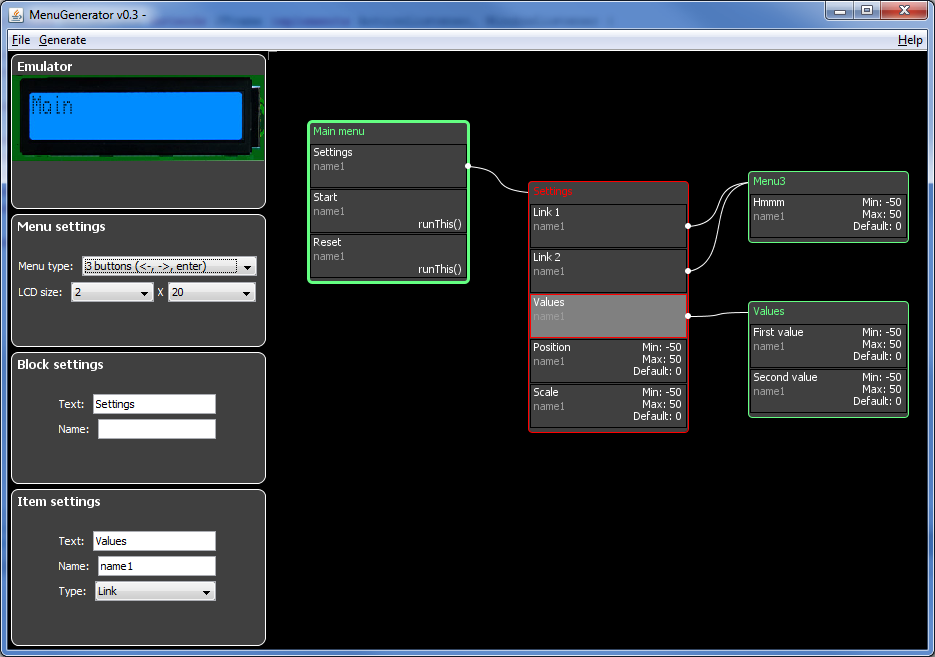 MenuGenerator v0.3 -
File Generate Help
Emulator
Main
Menu settings
Menu type: 3 buttons (<-, ->, enter)
LCD size: 2 X 20
Block settings
Text: Settings
Name:
Item settings
Text: Values
Name: name1
Type: Link
Main menu
Settings
name1
Start
name1
runThis()
Reset
name1
runThis()
Settings
Link 1
name1
Link 2
name1
Values
name1
Position Min: -50
name1 Max: 50
Default: 0
Scale Min: -50
name1 Max: 50
Default: 0
Menu3
Hmmm Min: -50
name1 Max: 50
Default: 0
Values
First value Min: -50
name1 Max: 50
Default: 0
Second value Min: -50
name1 Max: 50
Default: 0